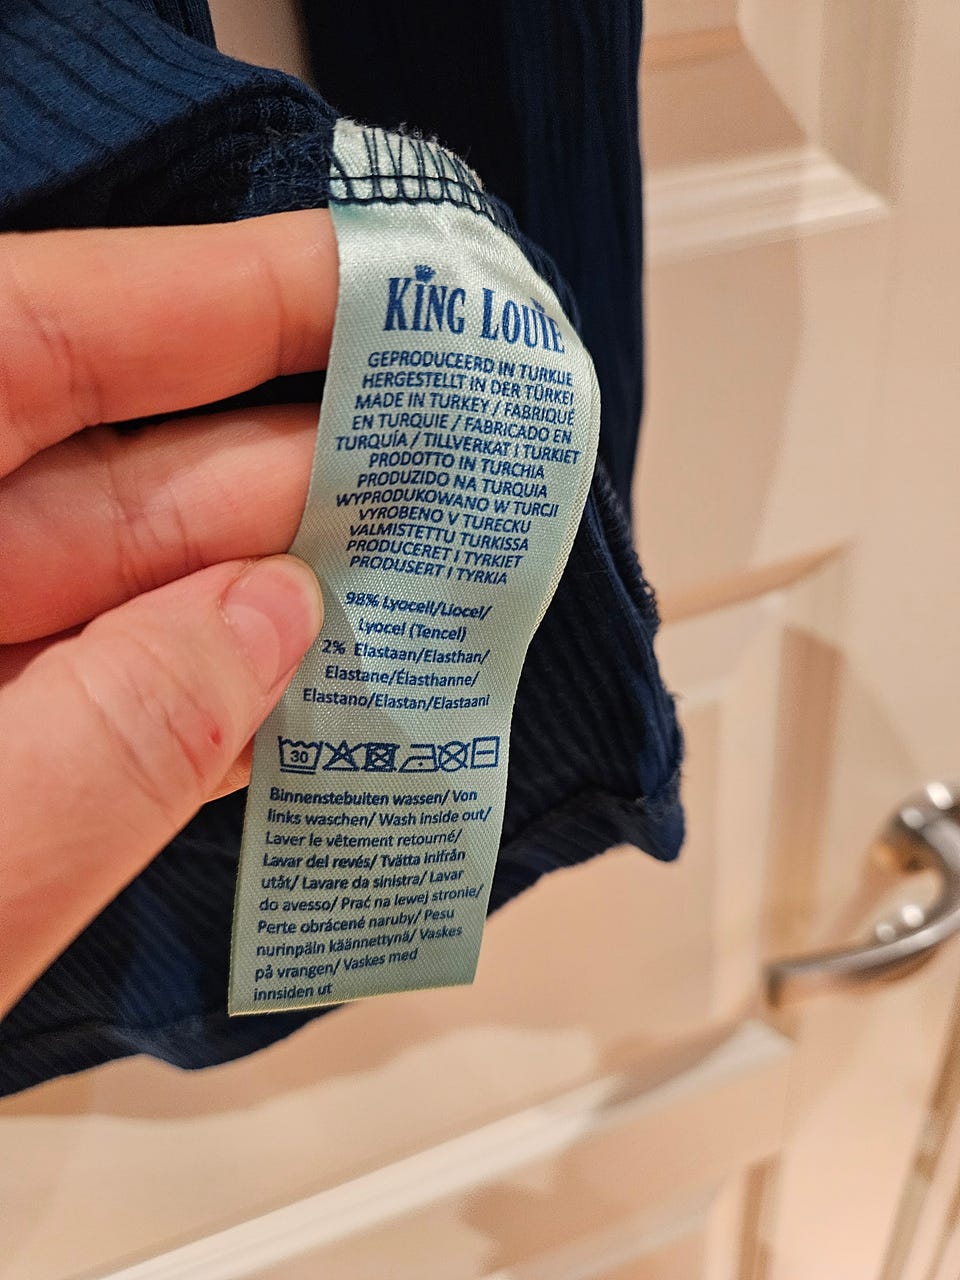 KING LOUIE
GEPRODUCEERD IN TURKIJE
HERGESTELLT IN DER TÜRKEI
MADE IN TURKEY / FABRIQUÉ
EN TURQUIE / FABRICADO EN
TURQUÍA / TILLVERKAT I TURKIET
PRODOTTO IN TURCHIA
PRODUZIDO NA TURQUIA
WYPRODUKOWANO W TURCJI
VYROBENO V TURECKU
VALMISTETTU TURKISSA
PRODUCERET I TYRKIET
PRODUSERT I TYRKIA
98% Lyocell/Liocel/
Lyocel (Tencel)
2% Elastaan/Elasthan/
Elastane/Élasthanne/
Elastano/Elastan/Elastaani
30
Binnenstebuiten wassen/ Von
links waschen/ Wash inside out/
Laver le vêtement retourné/
Lavar del revés/ Tvätta inifrån
utåt/ Lavare da sinistra/ Lavar
do avesso/ Prać na lewej stronie/
Perte obrácené naruby/ Pesu
nurinpäin käännettynä/ Vaskes
på vrangen/ Vaskes med
innsiden ut